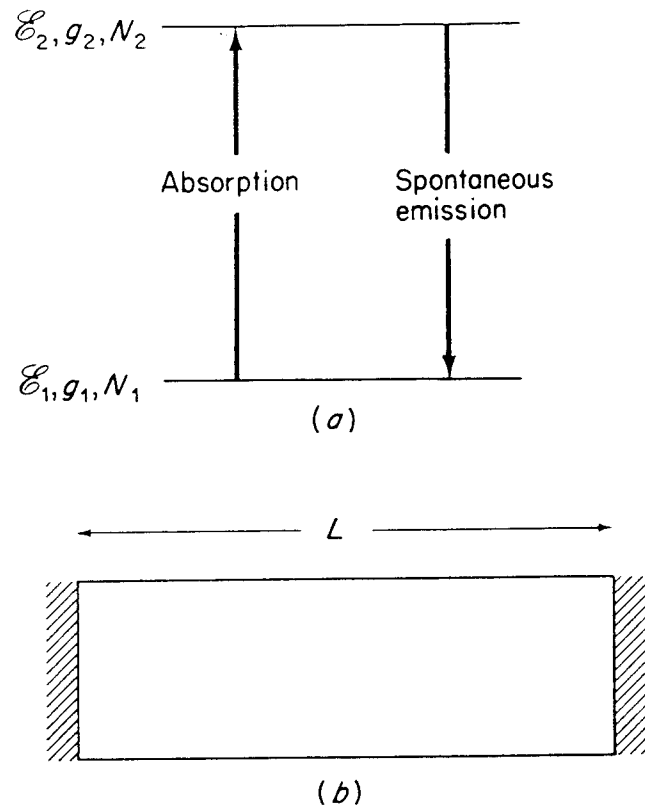 ℰ₂, g₂, N₂
Absorption
Spontaneous
emission
ℰ₁, g₁, N₁
(a)
L
(b)